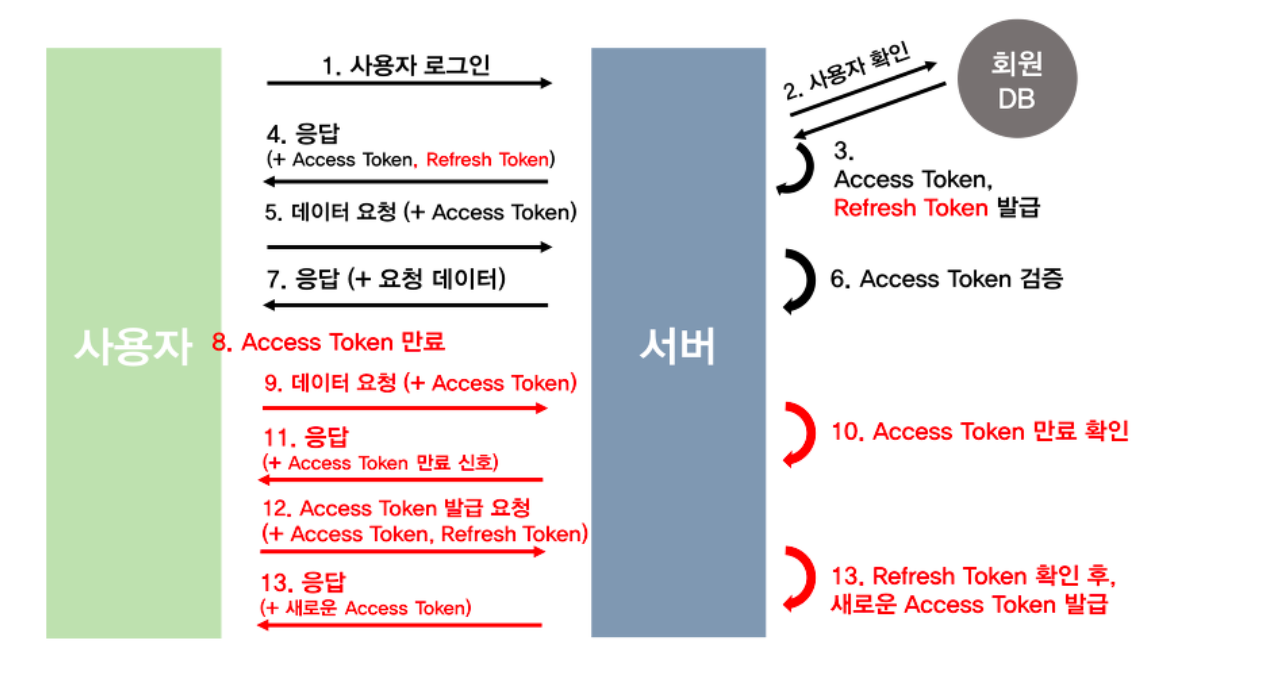 1. 사용자 로그인
2. 사용자 확인
회원
DB
4. 응답
(+ Access Token, Refresh Token)
3.
Access Token,
Refresh Token 발급
5. 데이터 요청 (+ Access Token)
7. 응답 (+ 요청 데이터)
6. Access Token 검증
사용자
8. Access Token 만료
서버
9. 데이터 요청 (+ Access Token)
10. Access Token 만료 확인
11. 응답
(+ Access Token 만료 신호)
12. Access Token 발급 요청
(+ Access Token, Refresh Token)
13. 응답
(+ 새로운 Access Token)
13. Refresh Token 확인 후,
새로운 Access Token 발급